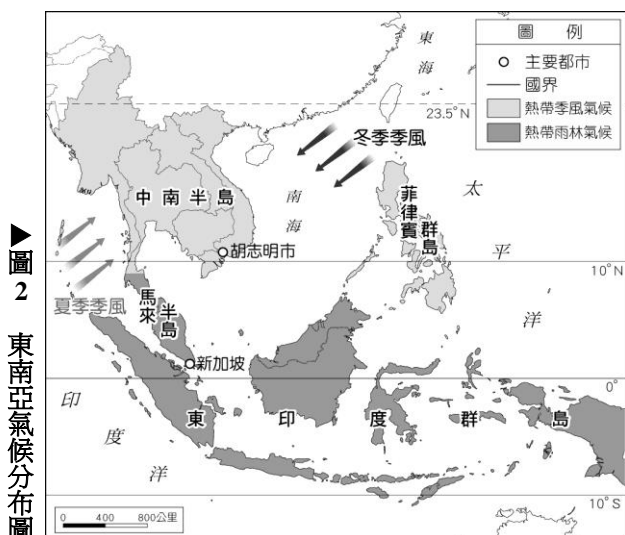 ▶圖2 東南亞氣候分布圖
圖 例
主要都市
國界
熱帶季風氣候
熱帶雨林氣候
東海
23.5°N
冬季季風
中南半島
南海
菲律賓群島
太平洋
胡志明市
10°N
夏季季風
馬來半島
新加坡
0°
東印度群島
印度洋
10°S
0 400 800公里